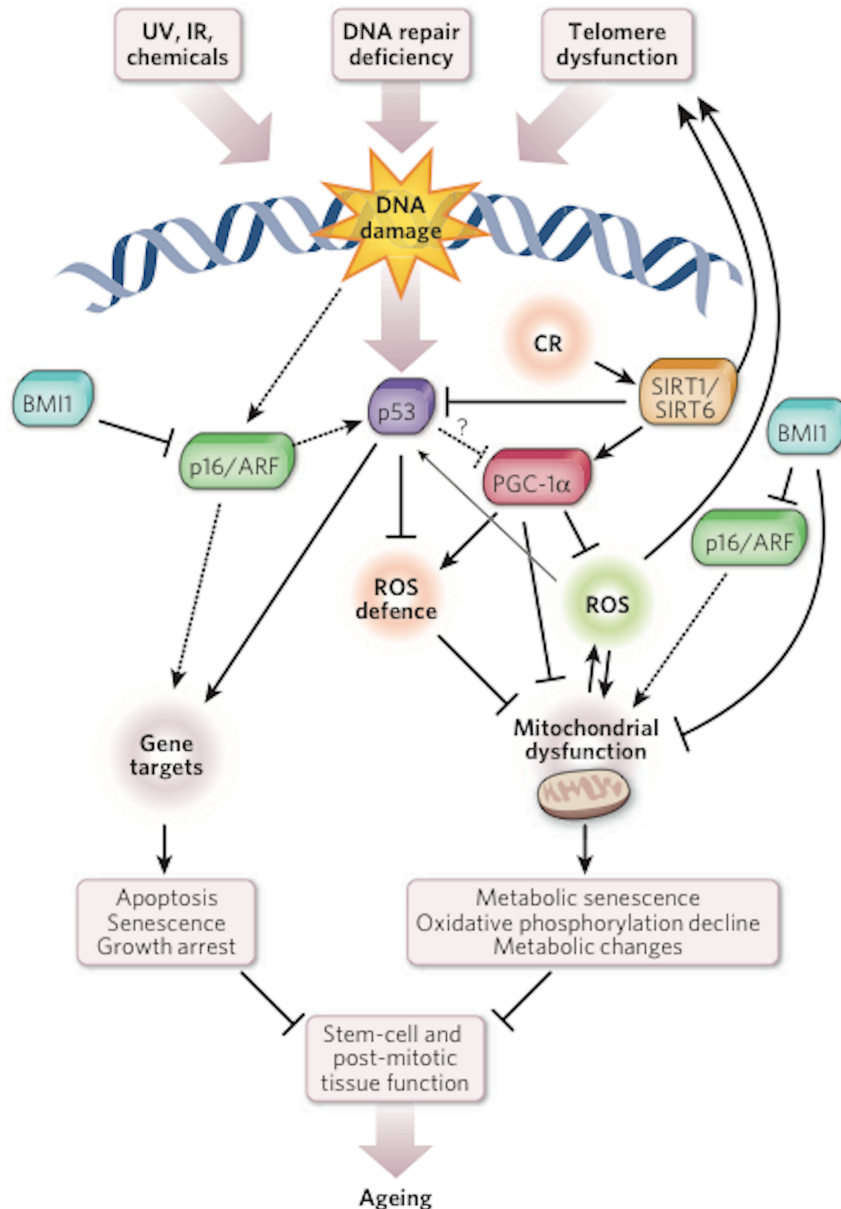 UV, IR,
chemicals
DNA repair
deficiency
Telomere
dysfunction
DNA
damage
CR
SIRT1/
SIRT6
BMI1
p53
?
BMI1
p16/ARF
PGC-1α
p16/ARF
ROS
defence
ROS
Gene
targets
Mitochondrial
dysfunction
Apoptosis
Senescence
Growth arrest
Metabolic senescence
Oxidative phosphorylation decline
Metabolic changes
Stem-cell and
post-mitotic
tissue function
Ageing